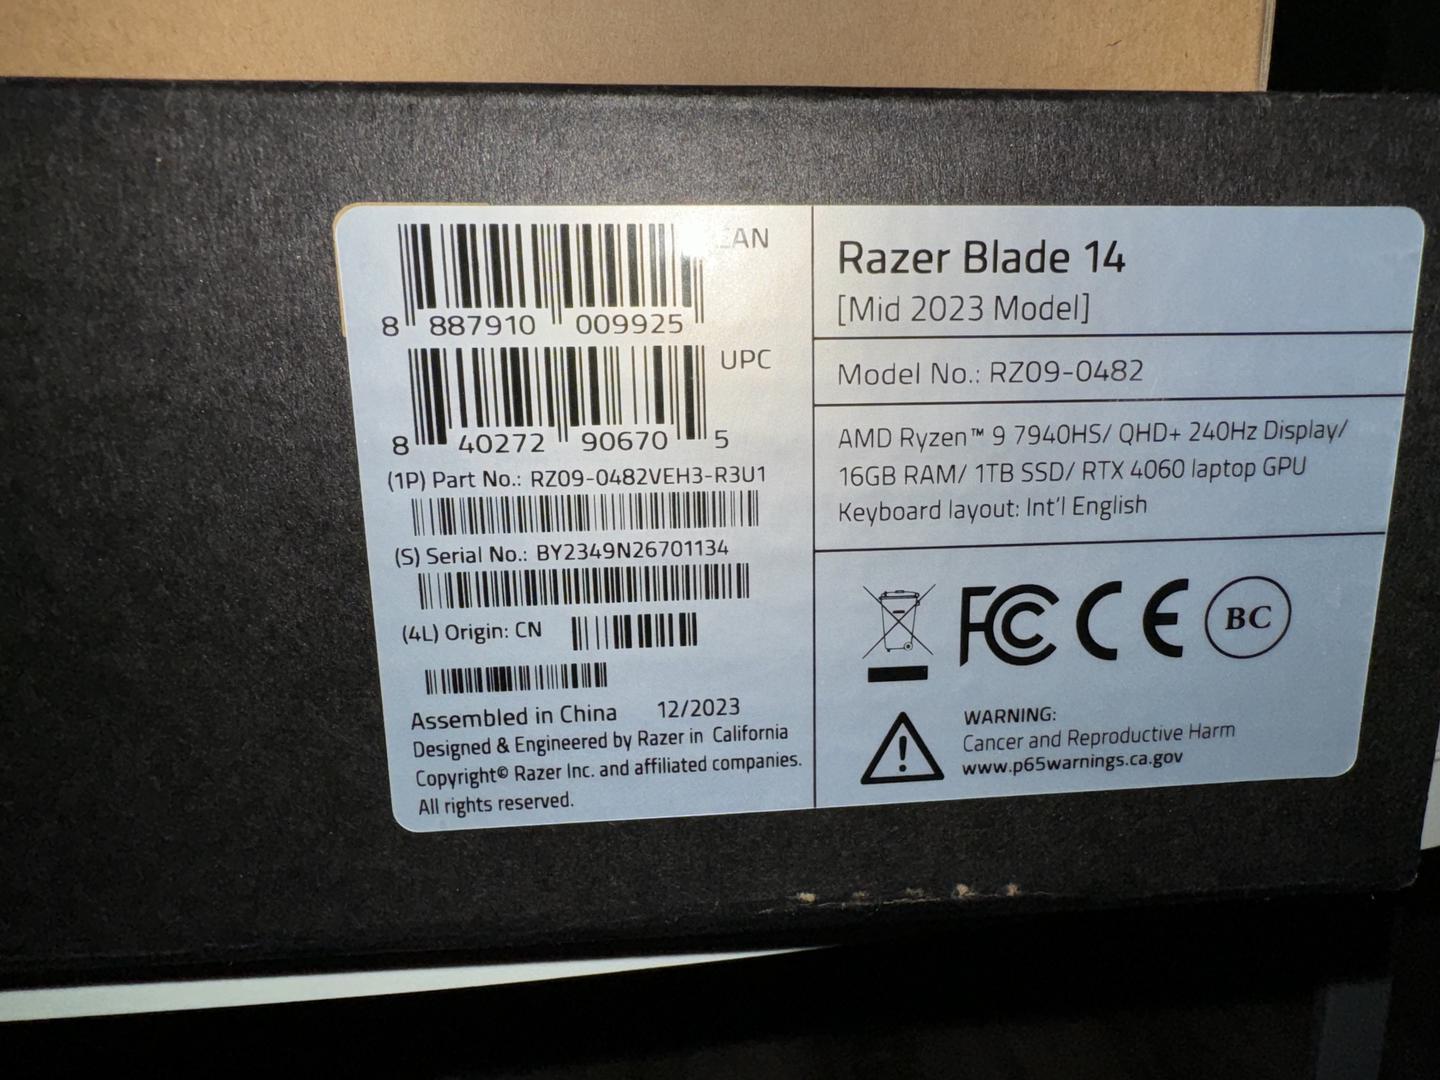 EAN
8 887910 009925
UPC
8 40272 90670 5
(1P) Part No.: RZ09-0482VEH3-R3U1
(S) Serial No.: BY2349N26701134
(4L) Origin: CN
Assembled in China 12/2023
Designed & Engineered by Razer in California
Copyright© Razer Inc. and affiliated companies.
All rights reserved.
Razer Blade 14
[Mid 2023 Model]
Model No.: RZ09-0482
AMD Ryzen™ 9 7940HS/ QHD+ 240Hz Display/
16GB RAM/ 1TB SSD/ RTX 4060 laptop GPU
Keyboard layout: Int'l English
FC CE BC
WARNING:
Cancer and Reproductive Harm
www.p65warnings.ca.gov